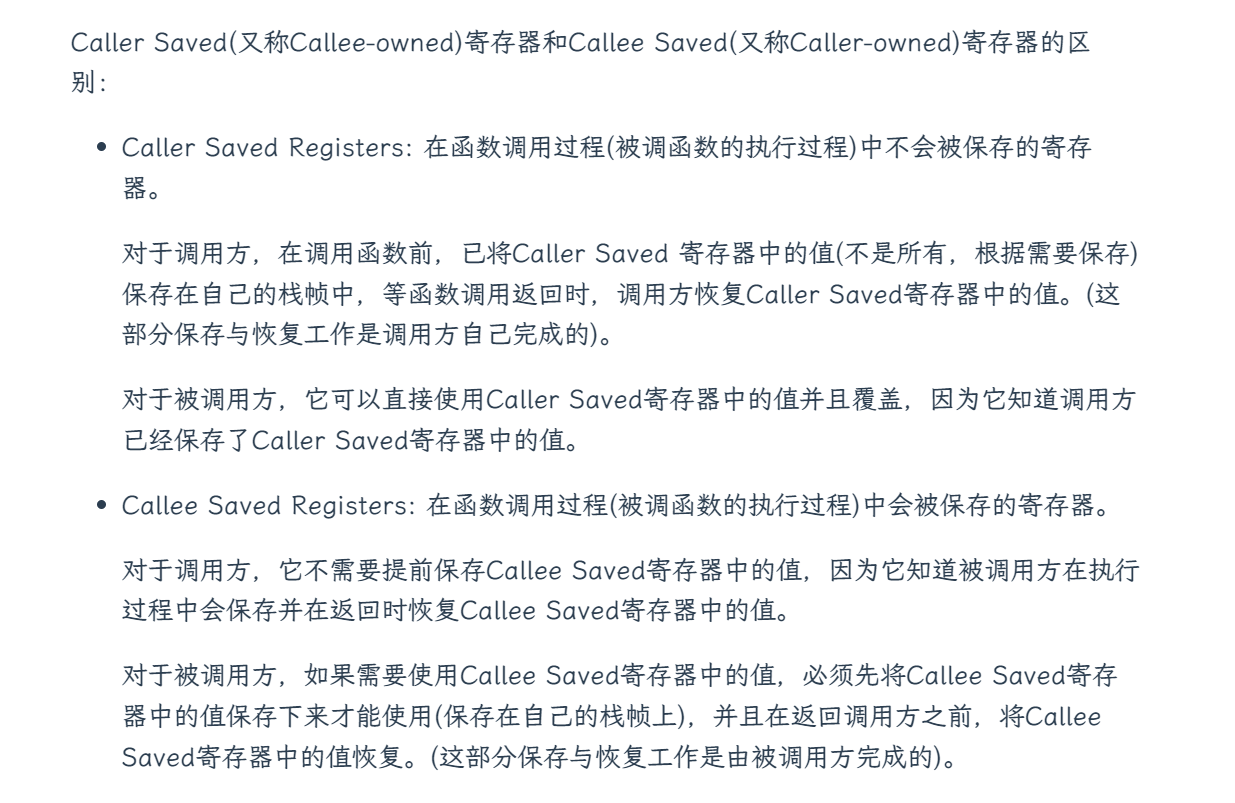 Caller Saved(又称Callee-owned)寄存器和Callee Saved(又称Caller-owned)寄存器的区
别：
• Caller Saved Registers: 在函数调用过程(被调函数的执行过程)中不会被保存的寄存
器。
对于调用方，在调用函数前，已将Caller Saved 寄存器中的值(不是所有，根据需要保存)
保存在自己的栈帧中，等函数调用返回时，调用方恢复Caller Saved寄存器中的值。(这
部分保存与恢复工作是调用方自己完成的)。
对于被调用方，它可以直接使用Caller Saved寄存器中的值并且覆盖，因为它知道调用方
已经保存了Caller Saved寄存器中的值。
• Callee Saved Registers: 在函数调用过程(被调函数的执行过程)中会被保存的寄存器。
对于调用方，它不需要提前保存Callee Saved寄存器中的值，因为它知道被调用方在执行
过程中会保存并在返回时恢复Callee Saved寄存器中的值。
对于被调用方，如果需要使用Callee Saved寄存器中的值，必须先将Callee Saved寄存
器中的值保存下来才能使用(保存在自己的栈帧上)，并且在返回调用方之前，将Callee
Saved寄存器中的值恢复。(这部分保存与恢复工作是由被调用方完成的)。